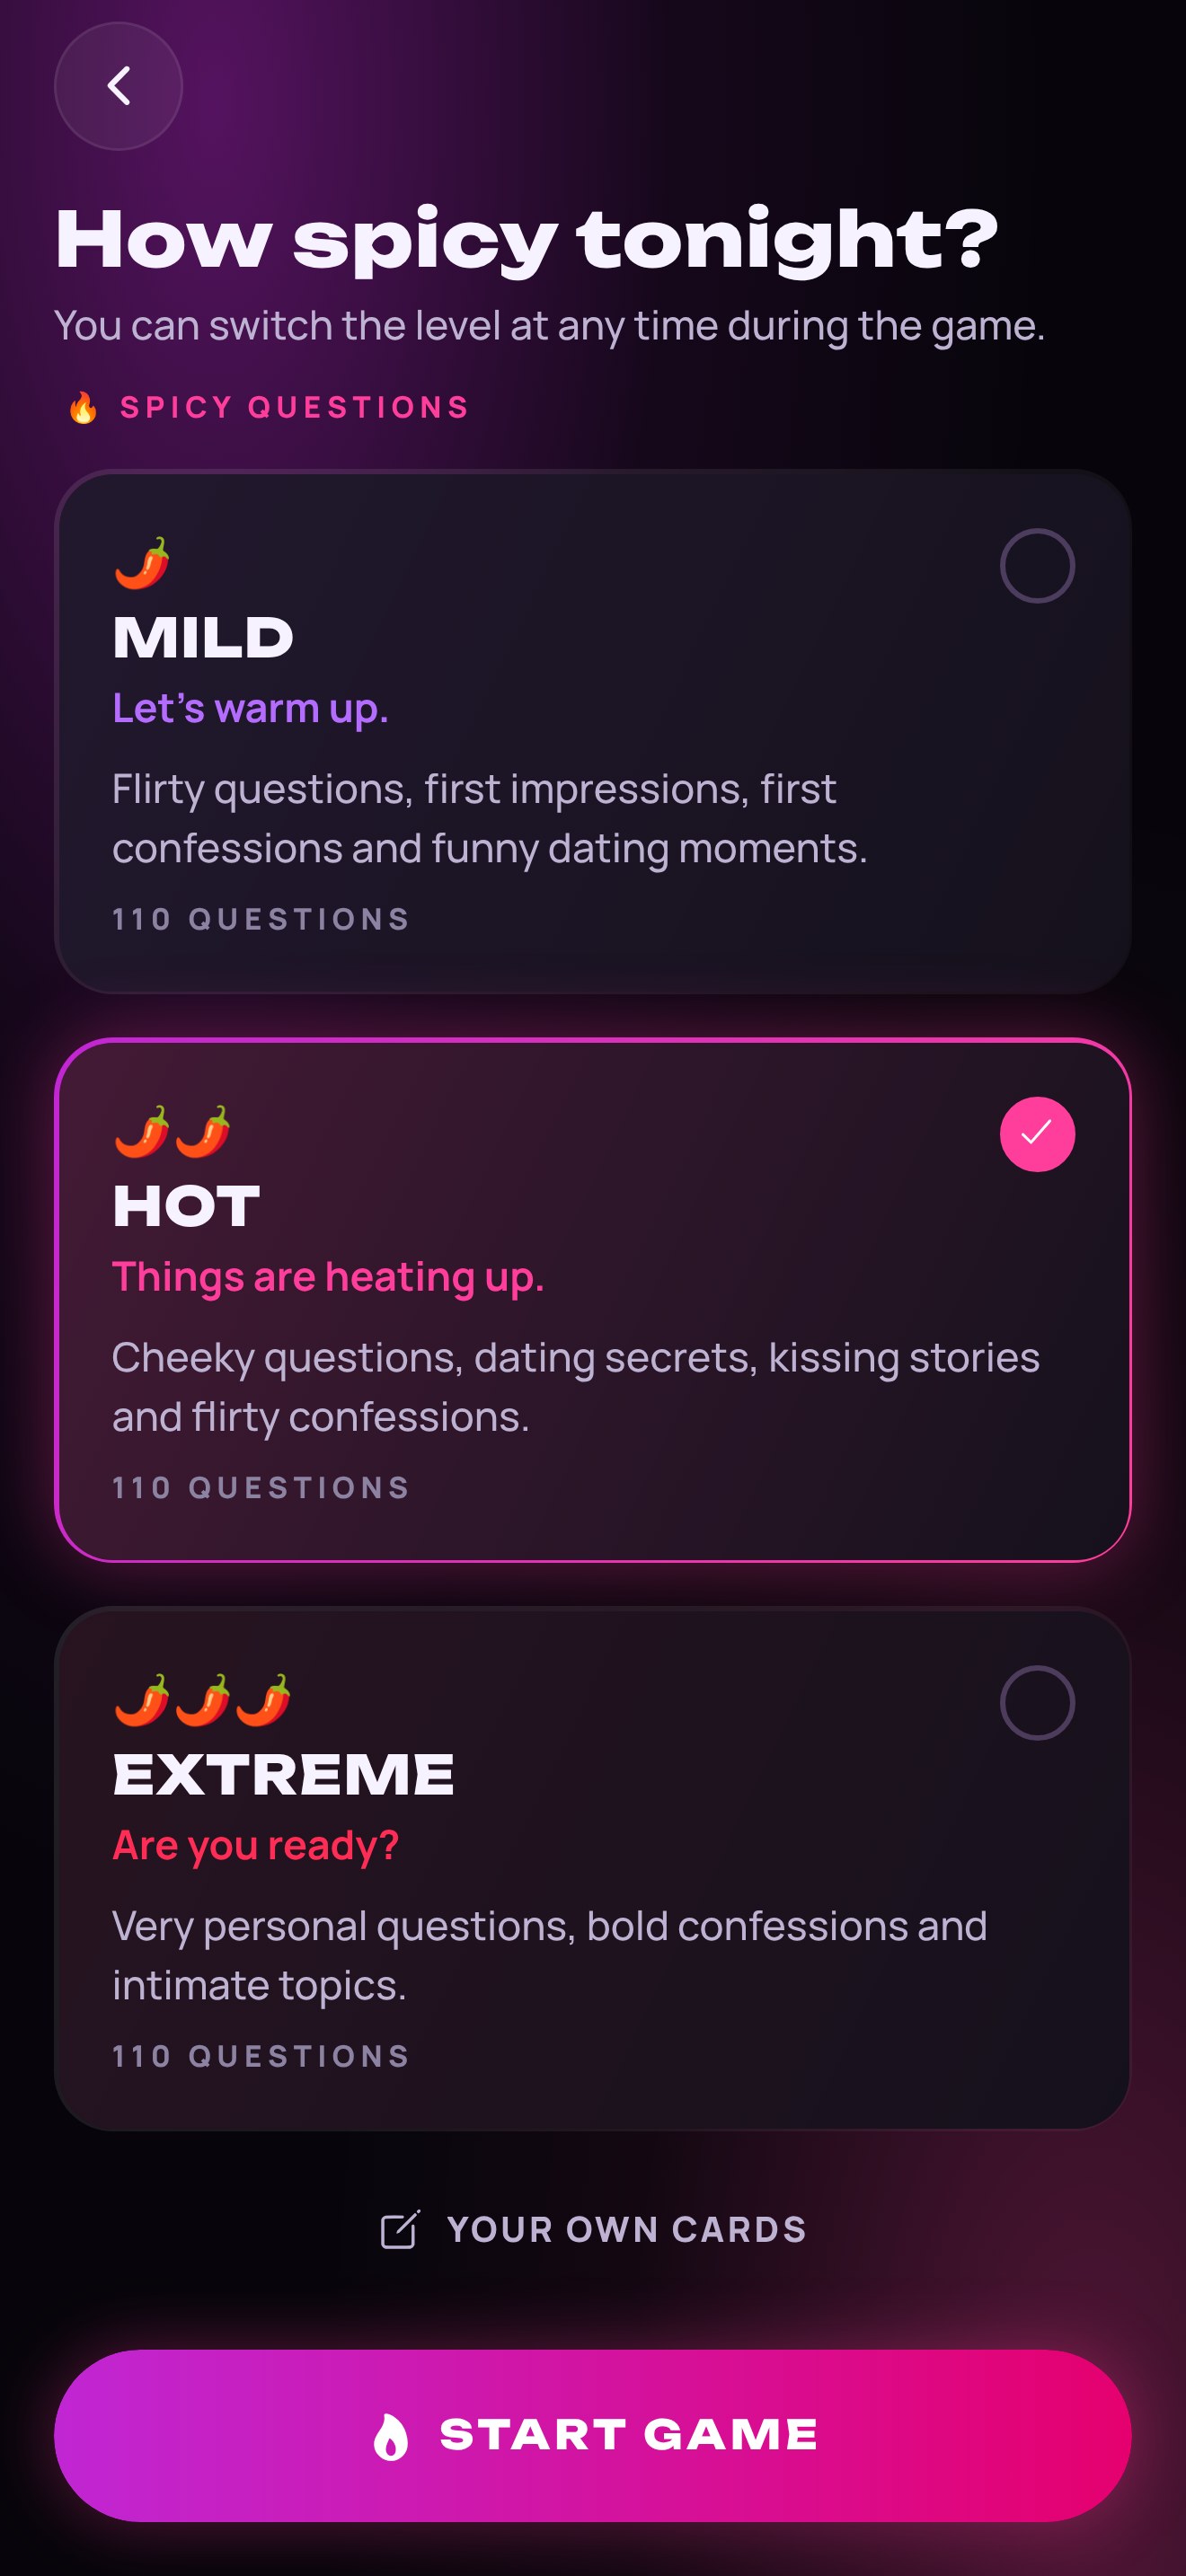 How spicy tonight?
You can switch the level at any time during the game.
🔥 SPICY QUESTIONS
🌶️
MILD
Let’s warm up.
Flirty questions, first impressions, first
confessions and funny dating moments.
110 QUESTIONS
🌶️🌶️
HOT
Things are heating up.
Cheeky questions, dating secrets, kissing stories
and flirty confessions.
110 QUESTIONS
🌶️🌶️🌶️
EXTREME
Are you ready?
Very personal questions, bold confessions and
intimate topics.
110 QUESTIONS
YOUR OWN CARDS
START GAME